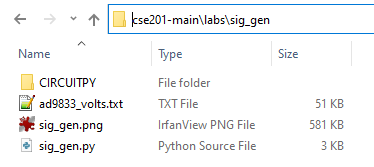 cse201-main\labs\sig_gen
Name Type Size
CIRCUITPY File folder
ad9833_volts.txt TXT File 51 KB
sig_gen.png IrfanView PNG File 581 KB
sig_gen.py Python Source File 3 KB